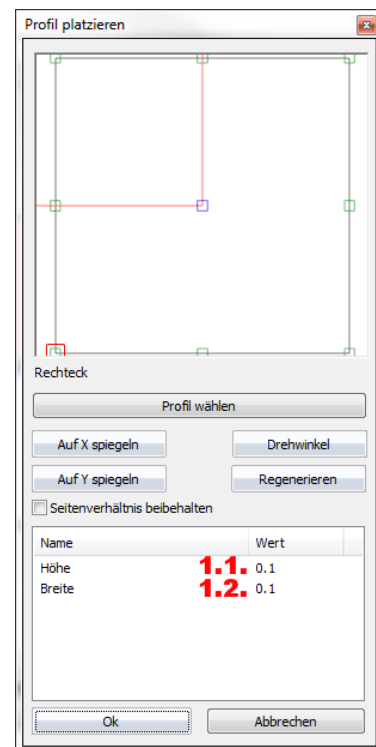 Profil platzieren
Rechteck
Profil wählen
Auf X spiegeln Drehwinkel
Auf Y spiegeln Regenerieren
Seitenverhältnis beibehalten
Name Wert
Höhe 1.1. 0.1
Breite 1.2. 0.1
Ok Abbrechen